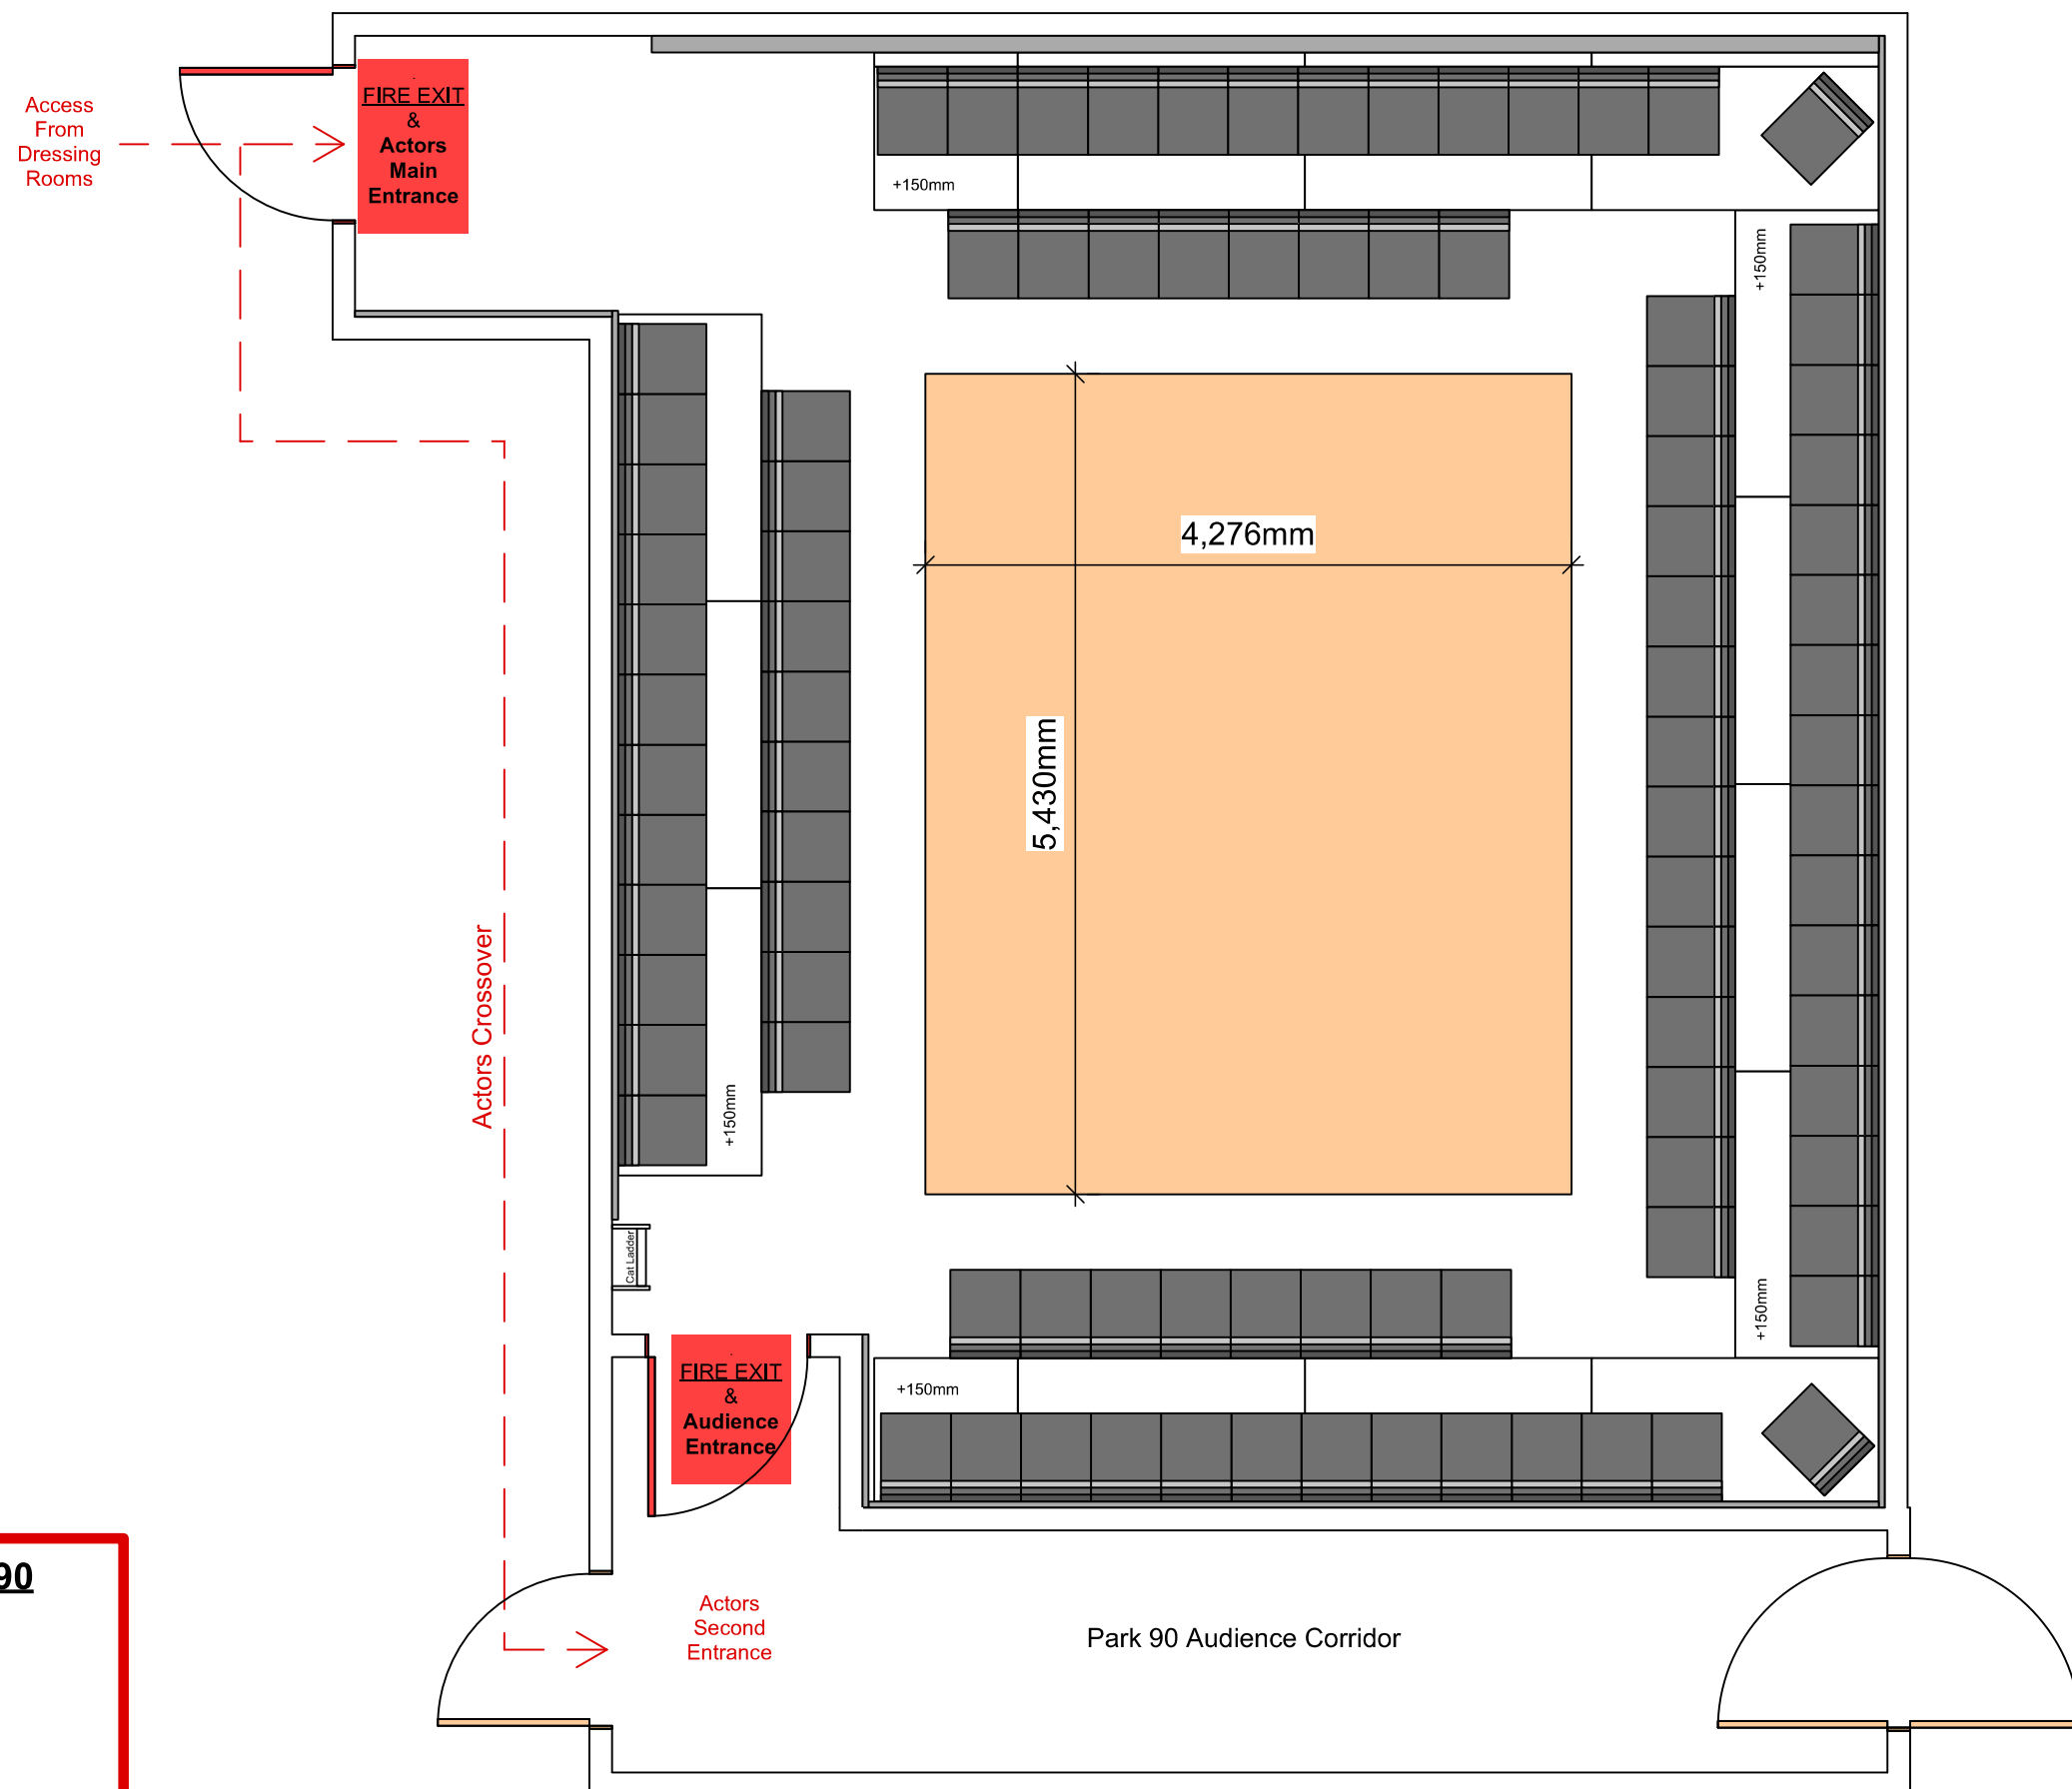 Access
From
Dressing
Rooms
FIRE EXIT
&
Actors
Main
Entrance
+150mm
+150mm
4,276mm
5,430mm
Actors Crossover
+150mm
Cat Ladder
+150mm
FIRE EXIT
&
Audience
Entrance
+150mm
90
Actors
Second
Entrance
Park 90 Audience Corridor